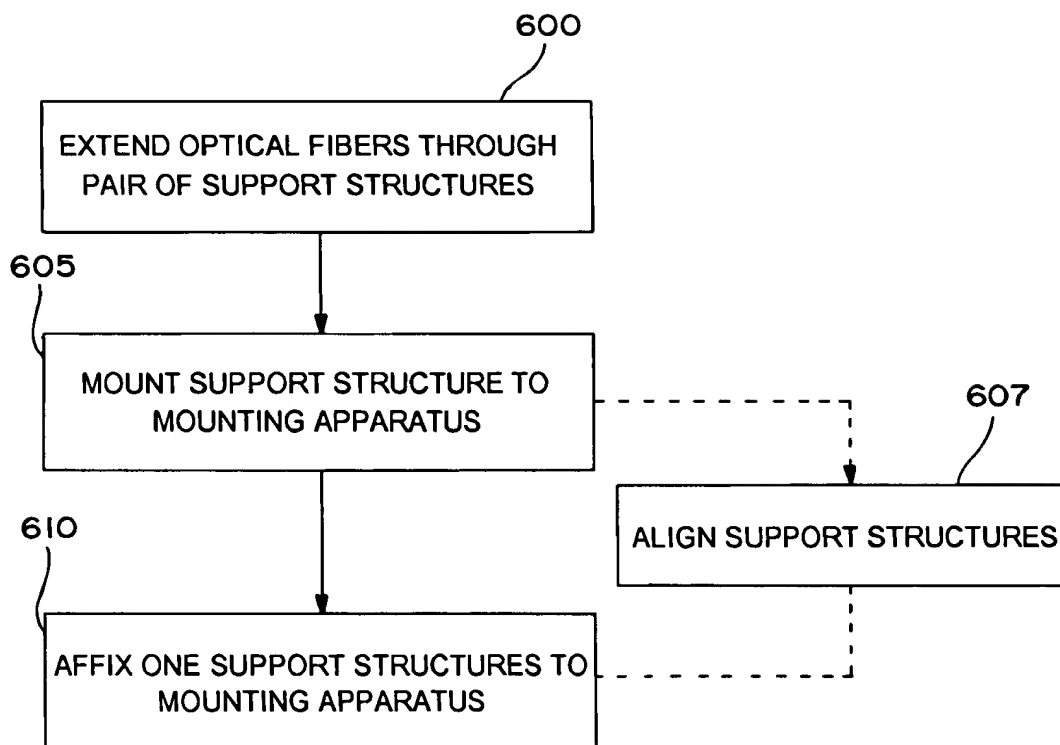 600
EXTEND OPTICAL FIBERS THROUGH
PAIR OF SUPPORT STRUCTURES
605
MOUNT SUPPORT STRUCTURE TO
MOUNTING APPARATUS
607
ALIGN SUPPORT STRUCTURES
610
AFFIX ONE SUPPORT STRUCTURES TO
MOUNTING APPARATUS